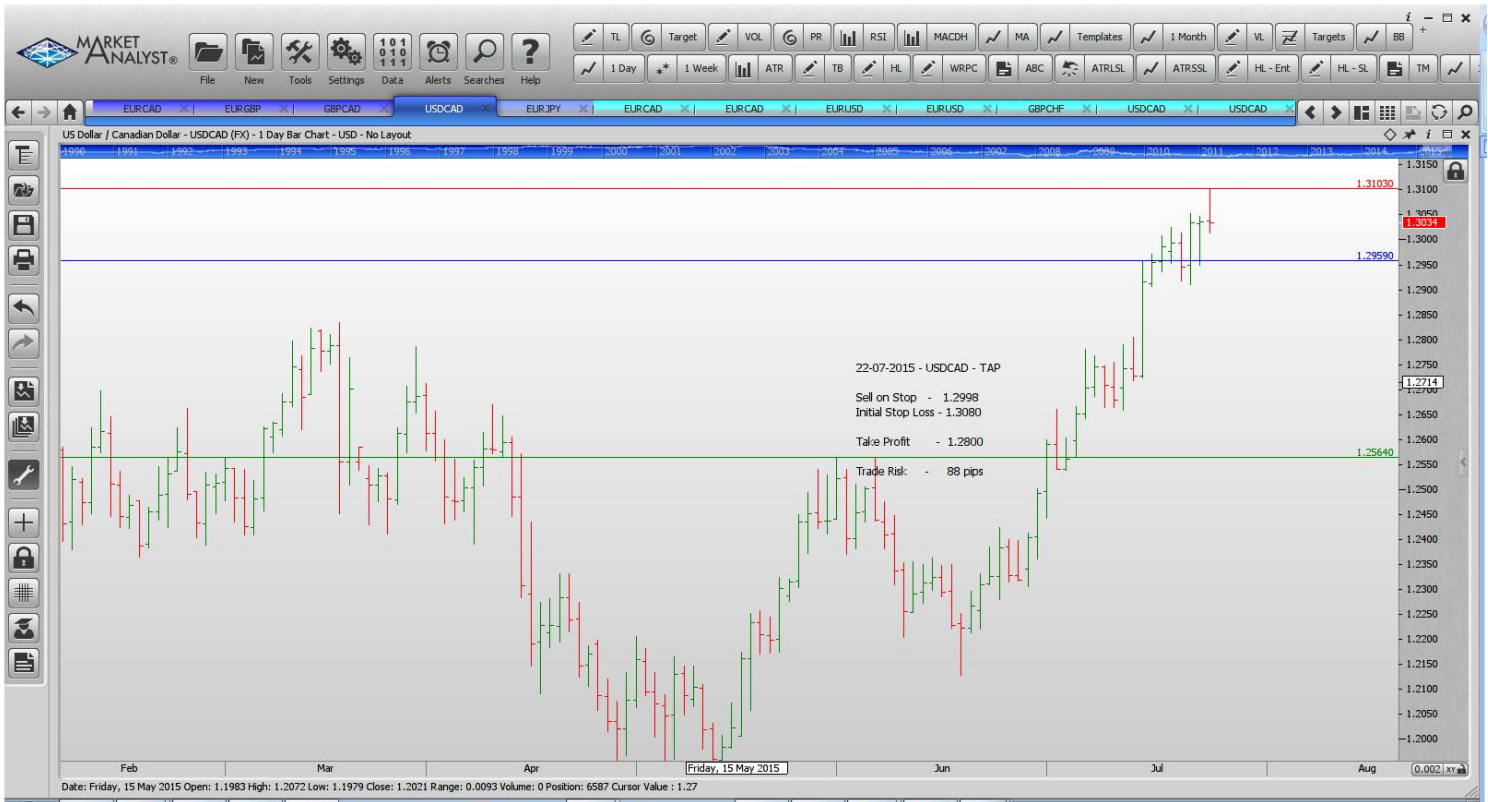 MARKET ANALYST®
File New Tools Settings Data Alerts Searches Help
TL Target VOL PR RSI MACDH MA Templates 1 Month VL Targets BB
1 Day 1 Week ATR TB HL WRPC ABC ATRLSL ATRSSL HL - Ent HL - SL TM
EURCAD EURGBP GBPCAD USDCAD EURJPY EURCAD EURCAD EURUSD EURUSD GBPCHF USDCAD USDCAD
US Dollar / Canadian Dollar - USDCAD (FX) - 1 Day Bar Chart - USD - No Layout
1990 1991 1992 1993 1994 1995 1996 1997 1998 1999 2000 2001 2002 2003 2004 2005 2006 2007 2008 2009 2010 2011 2012 2013 2014 2015
1.3150
1.31030
1.3100
1.3050
1.3034
1.3000
1.29590
1.2950
1.2900
1.2850
1.2800
1.2750
1.2714
1.2700
1.2650
1.2600
1.25640
1.2550
1.2500
1.2450
1.2400
1.2350
1.2300
1.2250
1.2200
1.2150
1.2100
1.2050
1.2000
22-07-2015 - USDCAD - TAP
Sell on Stop - 1.2998
Initial Stop Loss - 1.3080
Take Profit - 1.2800
Trade Risk - 88 pips
Feb Mar Apr Friday, 15 May 2015 Jun Jul Aug 0.002 XY
Date: Friday, 15 May 2015 Open: 1.1983 High: 1.2072 Low: 1.1979 Close: 1.2021 Range: 0.0093 Volume: 0 Position: 6587 Cursor Value : 1.27